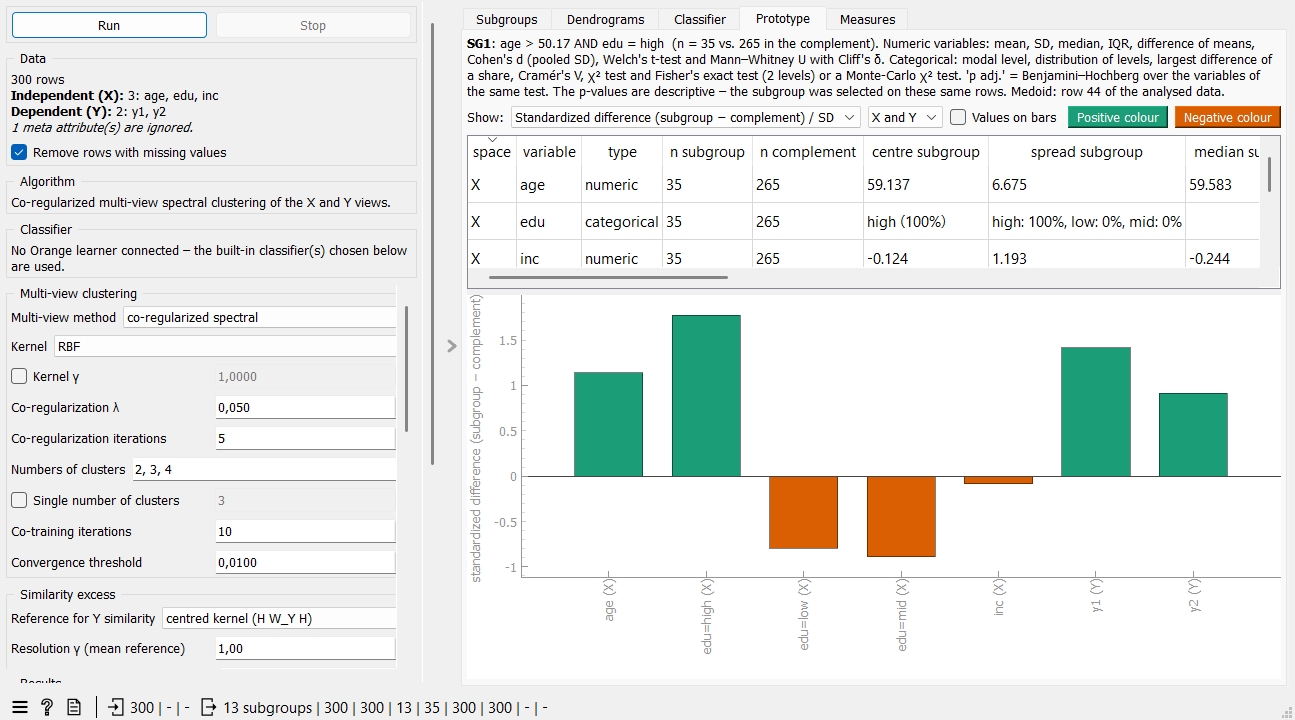 Run
Stop
Data
300 rows
Independent (X): 3: age, edu, inc
Dependent (Y): 2: y1, y2
1 meta attribute(s) are ignored.
Remove rows with missing values
Algorithm
Co-regularized multi-view spectral clustering of the X and Y views.
Classifier
No Orange learner connected – the built-in classifier(s) chosen below
are used.
Multi-view clustering
Multi-view method co-regularized spectral
Kernel RBF
Kernel γ 1,0000
Co-regularization λ 0,050
Co-regularization iterations 5
Numbers of clusters 2, 3, 4
Single number of clusters 3
Co-training iterations 10
Convergence threshold 0,0100
Similarity excess
Reference for Y similarity centred kernel (H W_Y H)
Resolution γ (mean reference) 1,00
Results
Subgroups Dendrograms Classifier Prototype Measures
SG1: age > 50.17 AND edu = high (n = 35 vs. 265 in the complement). Numeric variables: mean, SD, median, IQR, difference of means,
Cohen's d (pooled SD), Welch's t-test and Mann–Whitney U with Cliff's δ. Categorical: modal level, distribution of levels, largest difference of
a share, Cramér's V, χ² test and Fisher's exact test (2 levels) or a Monte-Carlo χ² test. 'p adj.' = Benjamini–Hochberg over the variables of
the same test. The p-values are descriptive – the subgroup was selected on these same rows. Medoid: row 44 of the analysed data.
Show: Standardized difference (subgroup − complement) / SD X and Y Values on bars Positive colour Negative colour
space variable type n subgroup n complement centre subgroup spread subgroup median su
X age numeric 35 265 59.137 6.675 59.583
X edu categorical 35 265 high (100%) high: 100%, low: 0%, mid: 0%
X inc numeric 35 265 -0.124 1.193 -0.244
standardized difference (subgroup − complement)
1.5
1
0.5
0
-0.5
-1
age (X)
edu=high (X)
edu=low (X)
edu=mid (X)
inc (X)
y1 (Y)
y2 (Y)
300 | - | - 13 subgroups | 300 | 300 | 13 | 35 | 300 | 300 | - | -